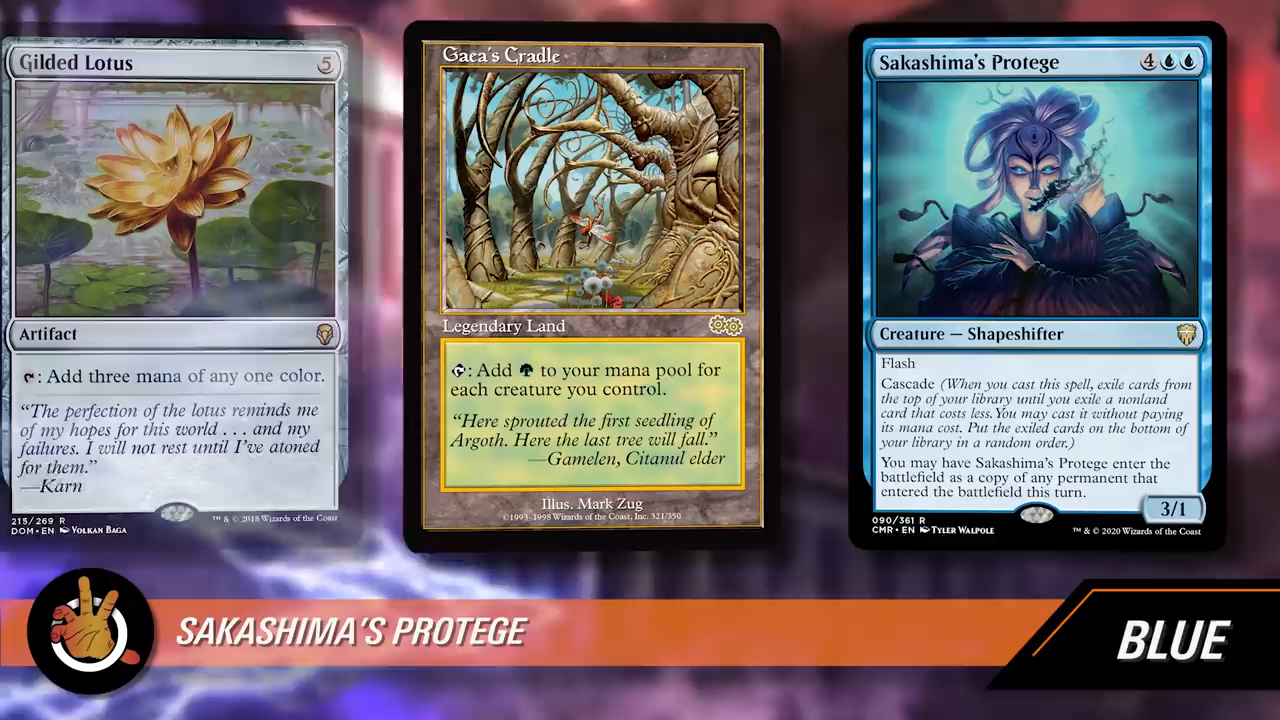 Gilded Lotus 5
Artifact
: Add three mana of any one color.
“The perfection of the lotus reminds me
of my hopes for this world . . . and my
failures. I will not rest until I’ve atoned
for them.”
—Karn
215/269 R
DOM • EN VOLKAN BAGA
™ & © 2018 Wizards of the Coast
Gaea's Cradle
Legendary Land
: Add to your mana pool for
each creature you control.
“Here sprouted the first seedling of
Argoth. Here the last tree will fall.”
—Gamelen, Citanul elder
Illus. Mark Zug
©1993–1998 Wizards of the Coast, Inc. 321/350
Sakashima's Protege 4
Creature — Shapeshifter
Flash
Cascade (When you cast this spell, exile cards from
the top of your library until you exile a nonland
card that costs less. You may cast it without paying
its mana cost. Put the exiled cards on the bottom of
your library in a random order.)
You may have Sakashima's Protege enter the
battlefield as a copy of any permanent that
entered the battlefield this turn.
3/1
090/361 R
CMR • EN TYLER WALPOLE
™ & © 2020 Wizards of the Coast
SAKASHIMA'S PROTEGE
BLUE